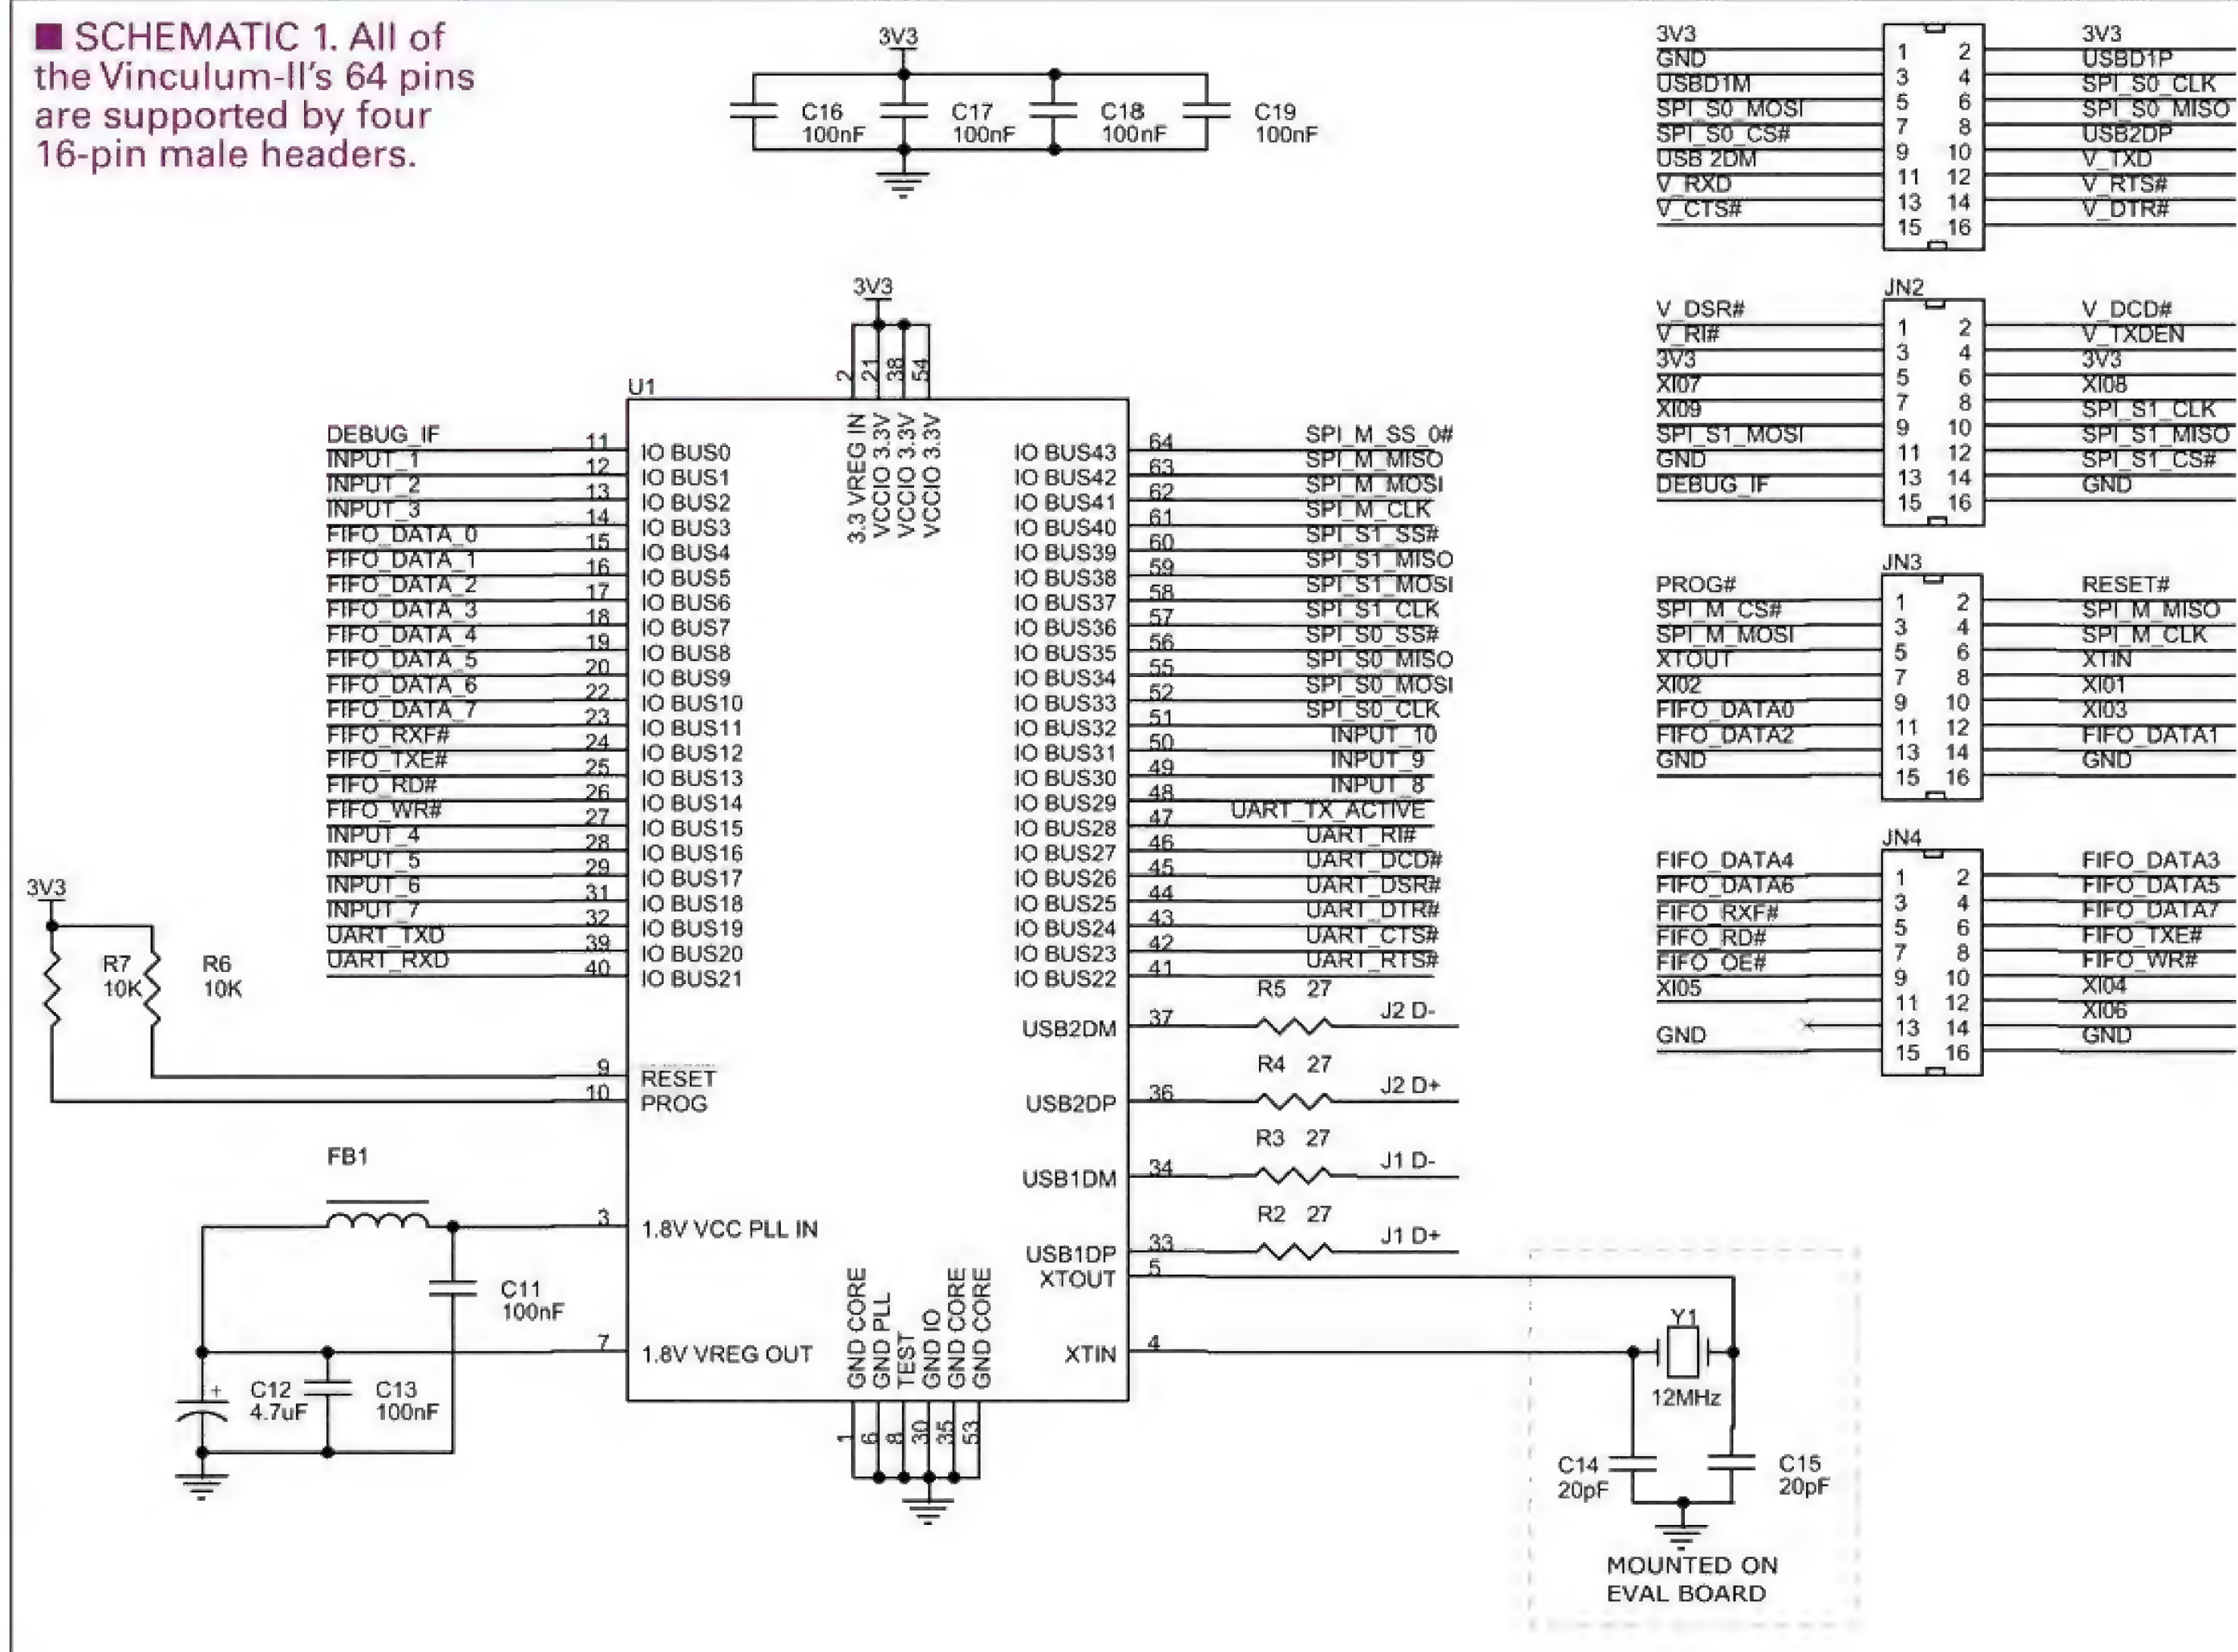 ■ SCHEMATIC 1. All of
the Vinculum-II's 64 pins
are supported by four
16-pin male headers.
3V3
C16
100nF
C17
100nF
C18
100nF
C19
100nF
3V3
U1
2
21
38
54
3.3 VREG IN
VCCIO 3.3V
VCCIO 3.3V
VCCIO 3.3V
DEBUG_IF 11 IO BUS0
INPUT_1 12 IO BUS1
INPUT_2 13 IO BUS2
INPUT_3 14 IO BUS3
FIFO_DATA_0 15 IO BUS4
FIFO_DATA_1 16 IO BUS5
FIFO_DATA_2 17 IO BUS6
FIFO_DATA_3 18 IO BUS7
FIFO_DATA_4 19 IO BUS8
FIFO_DATA_5 20 IO BUS9
FIFO_DATA_6 22 IO BUS10
FIFO_DATA_7 23 IO BUS11
FIFO_RXF# 24 IO BUS12
FIFO_TXE# 25 IO BUS13
FIFO_RD# 26 IO BUS14
FIFO_WR# 27 IO BUS15
INPUT_4 28 IO BUS16
INPUT_5 29 IO BUS17
INPUT_6 31 IO BUS18
INPUT_7 32 IO BUS19
UART_TXD 39 IO BUS20
UART_RXD 40 IO BUS21
IO BUS43 64 SPI_M_SS_0#
IO BUS42 63 SPI_M_MISO
IO BUS41 62 SPI_M_MOSI
IO BUS40 61 SPI_M_CLK
IO BUS39 60 SPI_S1_SS#
IO BUS38 59 SPI_S1_MISO
IO BUS37 58 SPI_S1_MOSI
IO BUS36 57 SPI_S1_CLK
IO BUS35 56 SPI_S0_SS#
IO BUS34 55 SPI_S0_MISO
IO BUS33 52 SPI_S0_MOSI
IO BUS32 51 SPI_S0_CLK
IO BUS31 50 INPUT_10
IO BUS30 49 INPUT_9
IO BUS29 48 INPUT_8
IO BUS28 47 UART_TX_ACTIVE
IO BUS27 46 UART_RI#
IO BUS26 45 UART_DCD#
IO BUS25 44 UART_DSR#
IO BUS24 43 UART_DTR#
IO BUS23 42 UART_CTS#
IO BUS22 41 UART_RTS#
3V3
R7
10K
R6
10K
9 RESET
10 PROG
R5 27
USB2DM 37 J2 D-
R4 27
USB2DP 36 J2 D+
R3 27
USB1DM 34 J1 D-
R2 27
USB1DP 33 J1 D+
XTOUT 5
XTIN 4
FB1
3 1.8V VCC PLL IN
C11
100nF
7 1.8V VREG OUT
+
C12
4.7uF
C13
100nF
GND CORE
GND PLL
TEST
GND IO
GND CORE
GND CORE
1
6
8
30
35
53
Y1
12MHz
C14
20pF
C15
20pF
MOUNTED ON
EVAL BOARD
3V3 1 2 3V3
GND 3 4 USBD1P
USBD1M 5 6 SPI_S0_CLK
SPI_S0_MOSI 7 8 SPI_S0_MISO
SPI_S0_CS# 9 10 USB2DP
USB 2DM 11 12 V_TXD
V_RXD 13 14 V_RTS#
V_CTS# 15 16 V_DTR#
JN2
V_DSR# 1 2 V_DCD#
V_RI# 3 4 V_TXDEN
3V3 5 6 3V3
XI07 7 8 XI08
XI09 9 10 SPI_S1_CLK
SPI_S1_MOSI 11 12 SPI_S1_MISO
GND 13 14 SPI_S1_CS#
DEBUG_IF 15 16 GND
JN3
PROG# 1 2 RESET#
SPI_M_CS# 3 4 SPI_M_MISO
SPI_M_MOSI 5 6 SPI_M_CLK
XTOUT 7 8 XTIN
XI02 9 10 XI01
FIFO_DATA0 11 12 XI03
FIFO_DATA2 13 14 FIFO_DATA1
GND 15 16 GND
JN4
FIFO_DATA4 1 2 FIFO_DATA3
FIFO_DATA6 3 4 FIFO_DATA5
FIFO_RXF# 5 6 FIFO_DATA7
FIFO_RD# 7 8 FIFO_TXE#
FIFO_OE# 9 10 FIFO_WR#
XI05 11 12 XI04
13 14 XI06
GND 15 16 GND